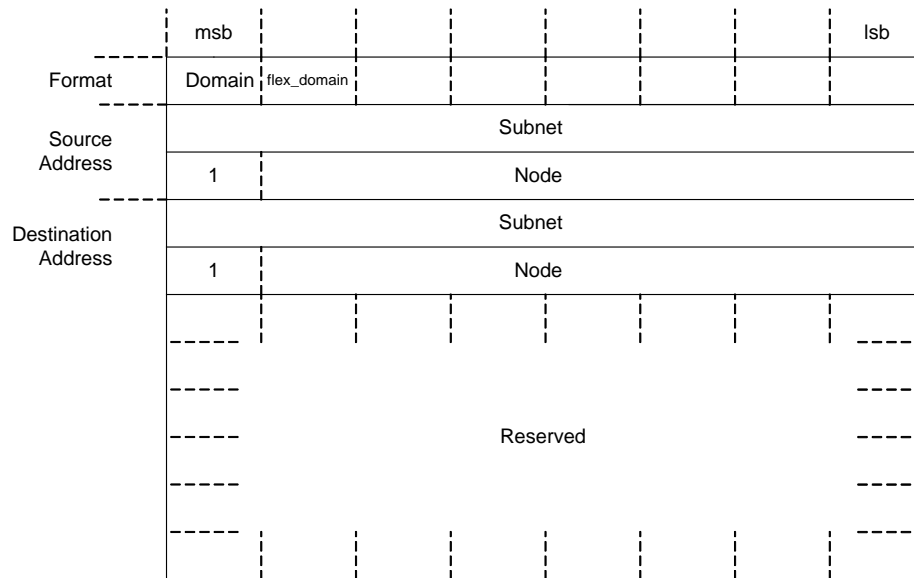 msb lsb
Format Domain flex_domain
Source
Address
Subnet
1 Node
Destination
Address
Subnet
1 Node
Reserved